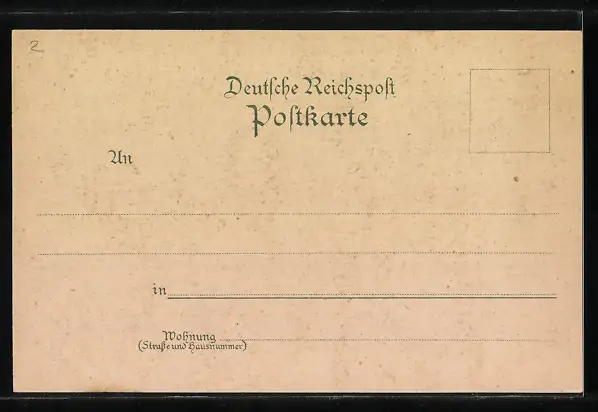 2
Deutsche Reichspost
Postkarte
An
in
Wohnung
(Straße und Hausnummer)